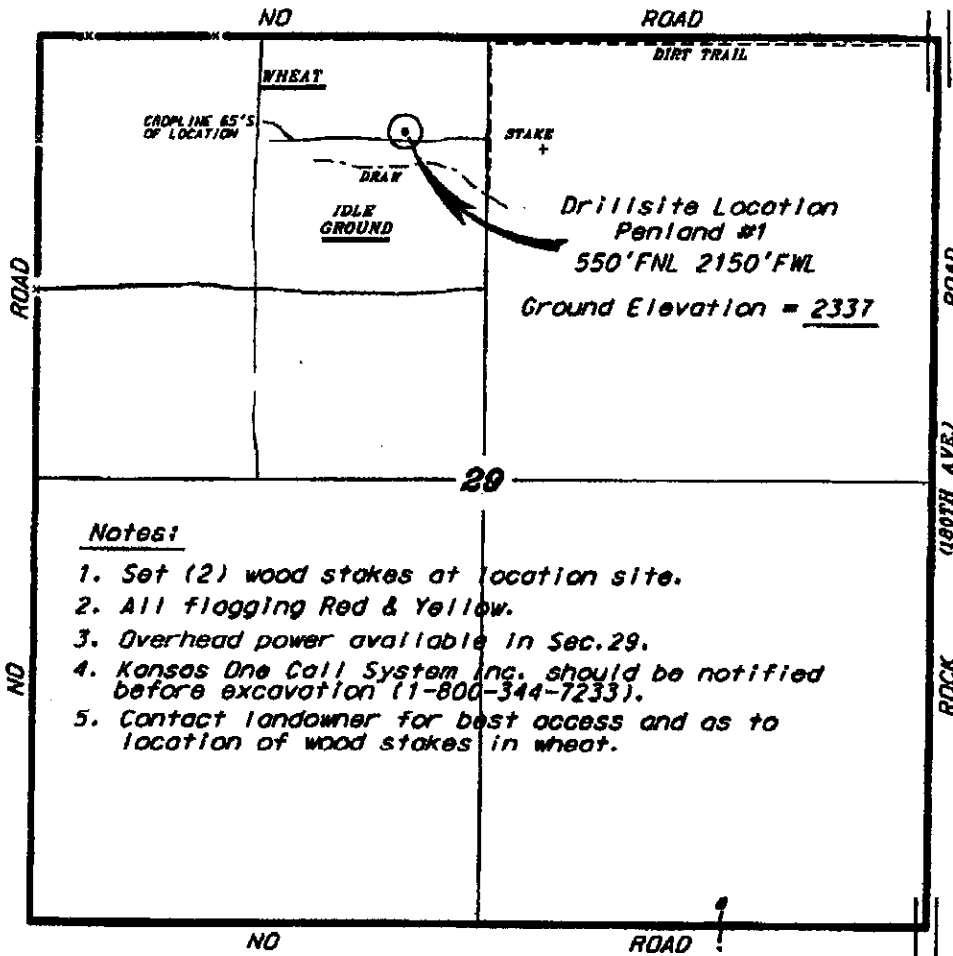 NO ROAD
DIRT TRAIL
WHEAT
CROPLINE 65'S.
OF LOCATION
STAKE
DRAW
IDLE
GROUND
Drillsite Location
Penland #1
550'FNL 2150'FWL
Ground Elevation = 2337
ROAD
ROAD
29
(180TH AVE.)
Notes:
1. Set (2) wood stakes at location site.
2. All flagging Red & Yellow.
3. Overhead power available in Sec.29.
4. Kansas One Call System Inc. should be notified
before excavation (1-800-344-7233).
5. Contact landowner for best access and as to
location of wood stakes in wheat.
NO
ROCK
NO ROAD